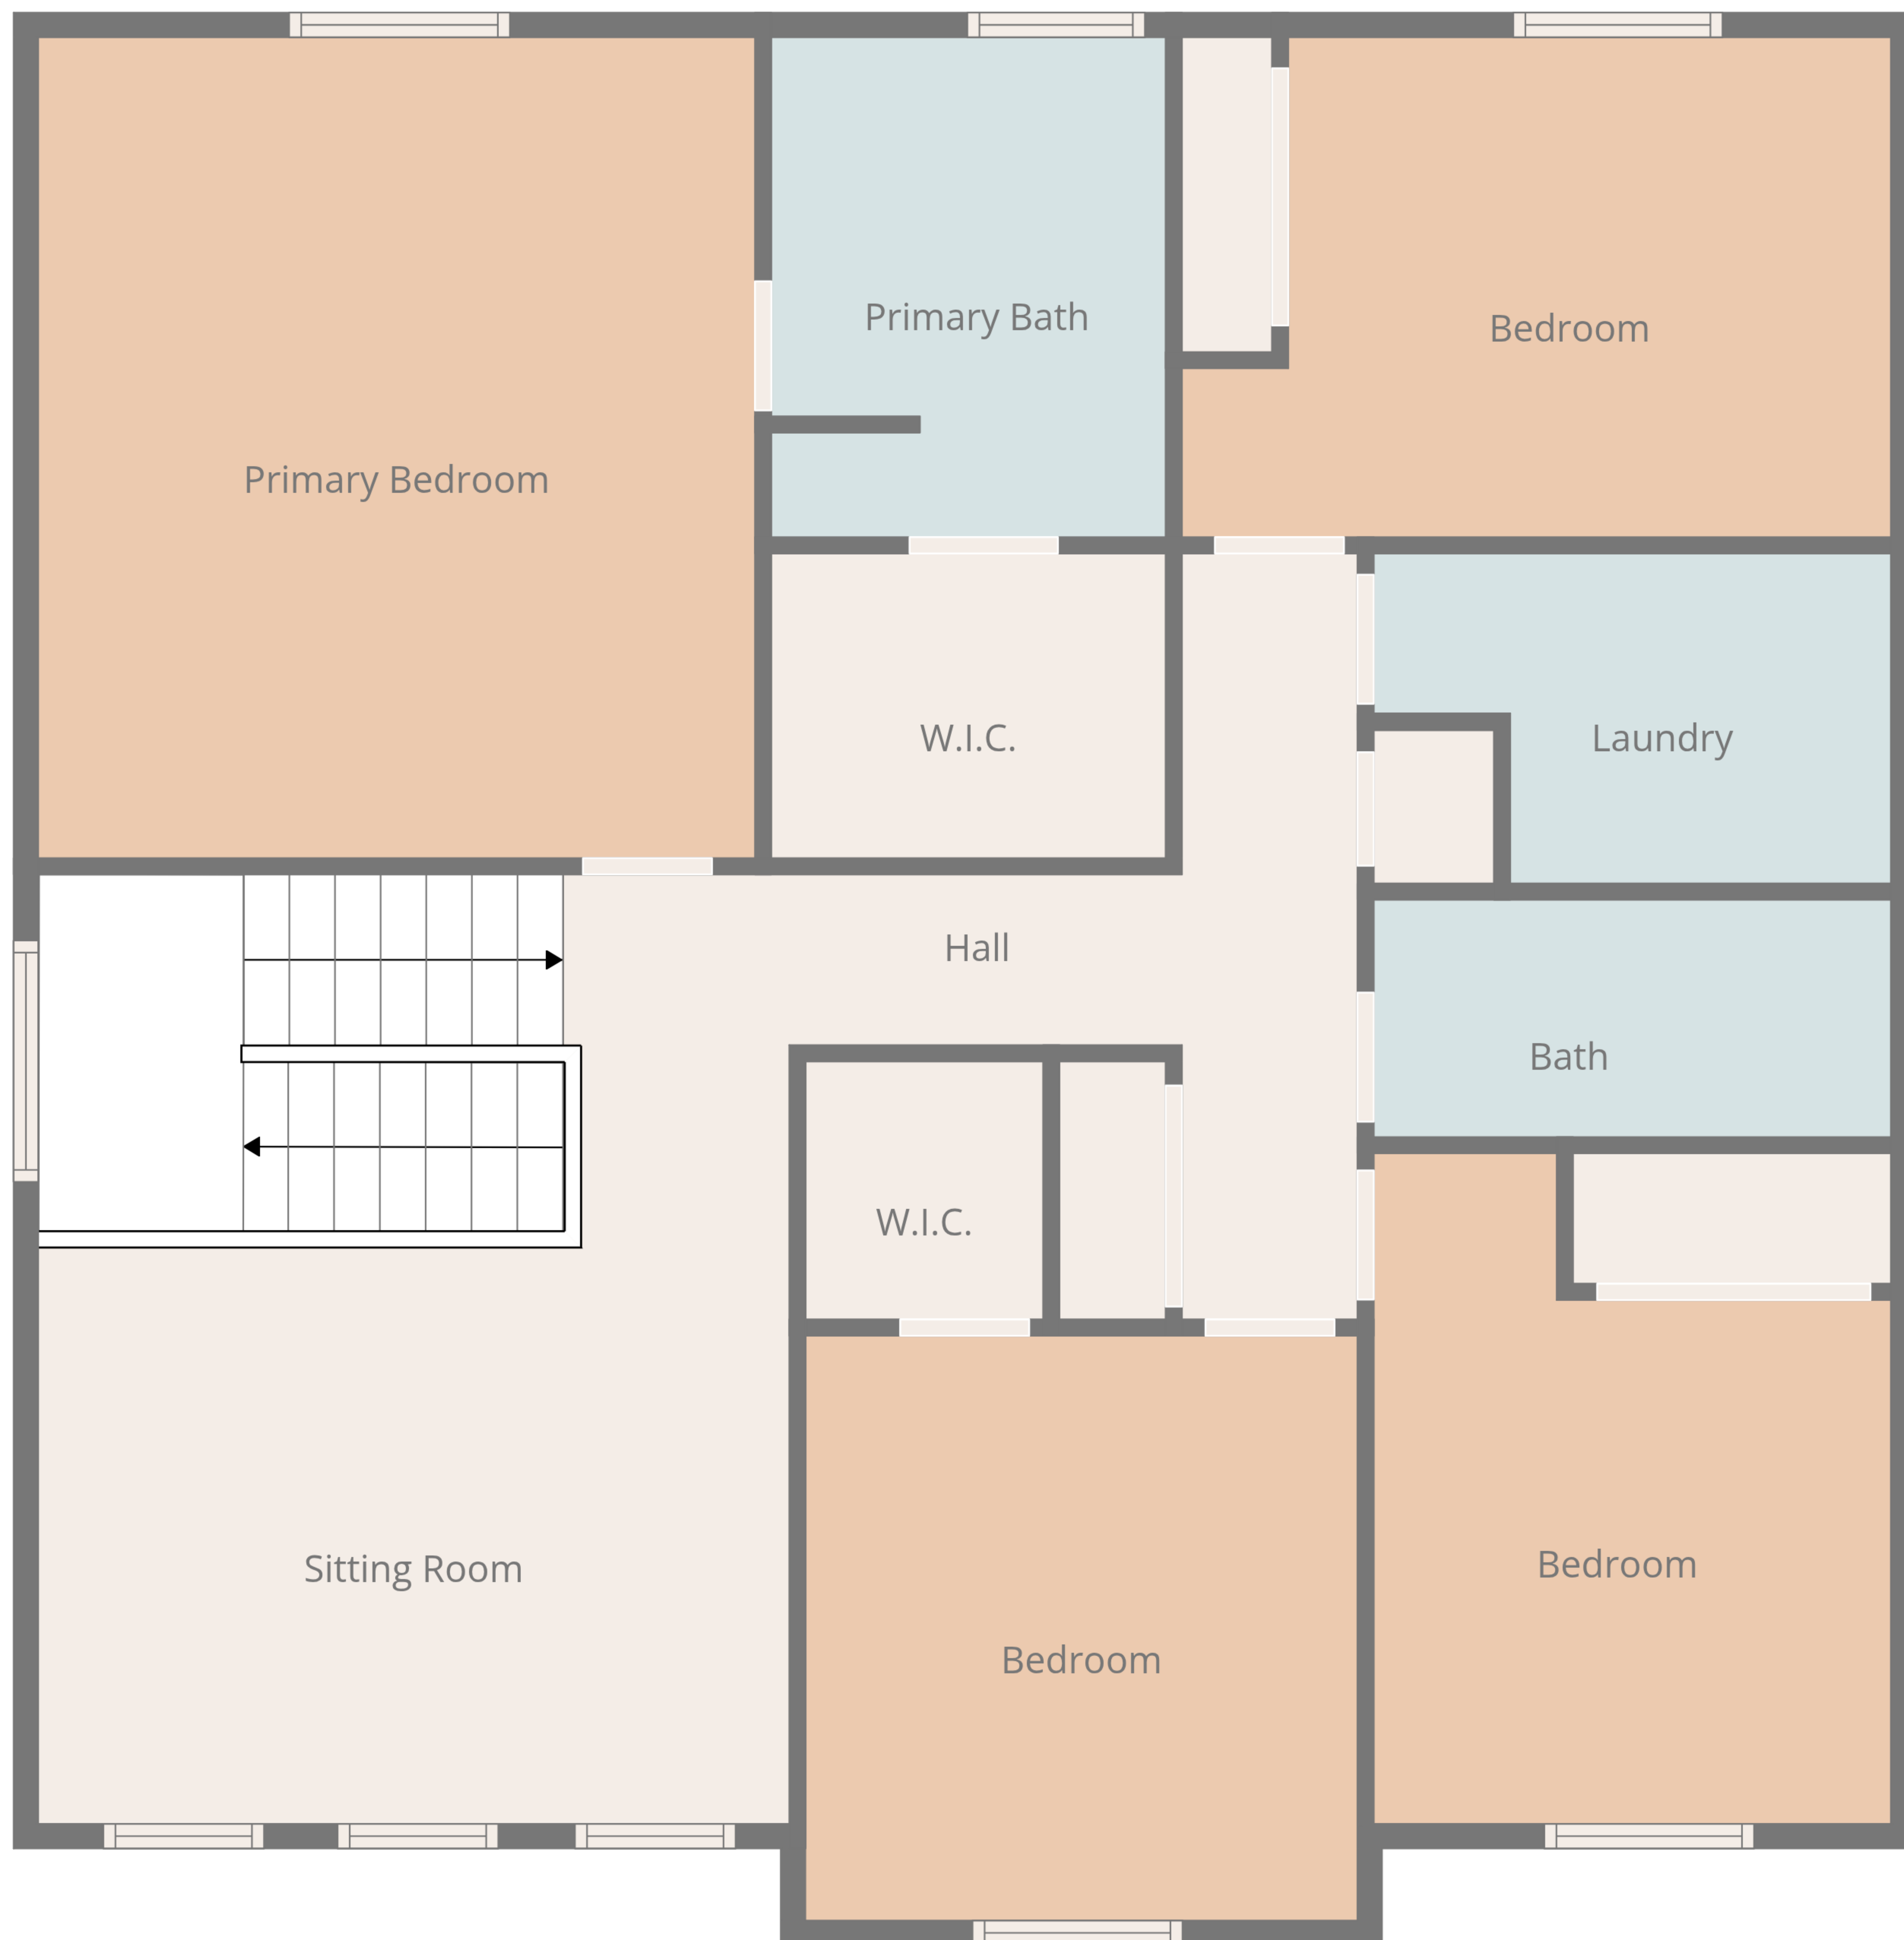 Primary Bath
Bedroom
Primary Bedroom
W.I.C.
Laundry
Hall
Bath
W.I.C.
Sitting Room
Bedroom
Bedroom